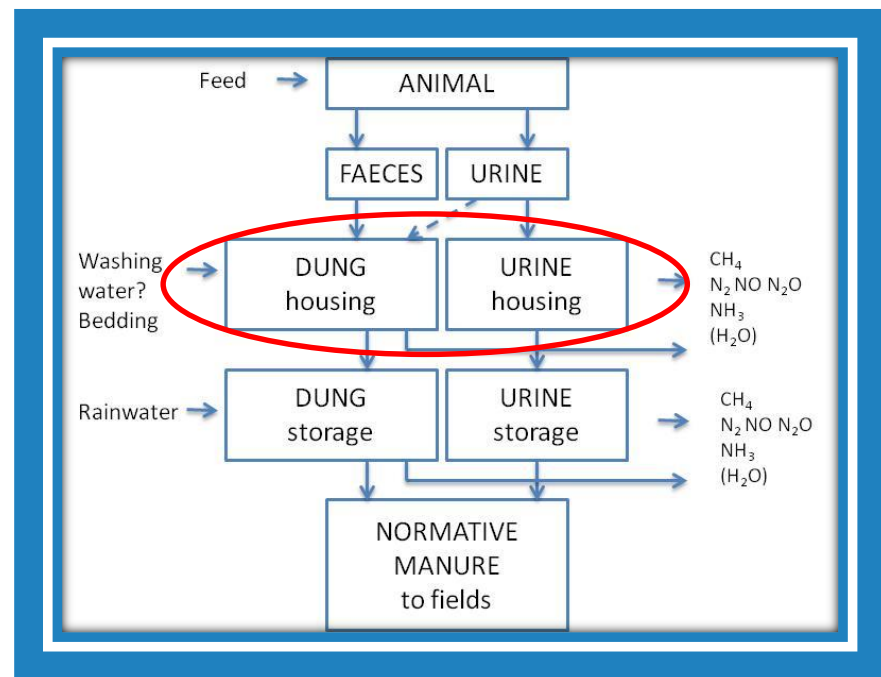 Feed
ANIMAL
FAECES
URINE
Washing
water?
Bedding
DUNG
housing
URINE
housing
CH₄
N₂ NO N₂O
NH₃
(H₂O)
Rainwater
DUNG
storage
URINE
storage
CH₄
N₂ NO N₂O
NH₃
(H₂O)
NORMATIVE
MANURE
to fields